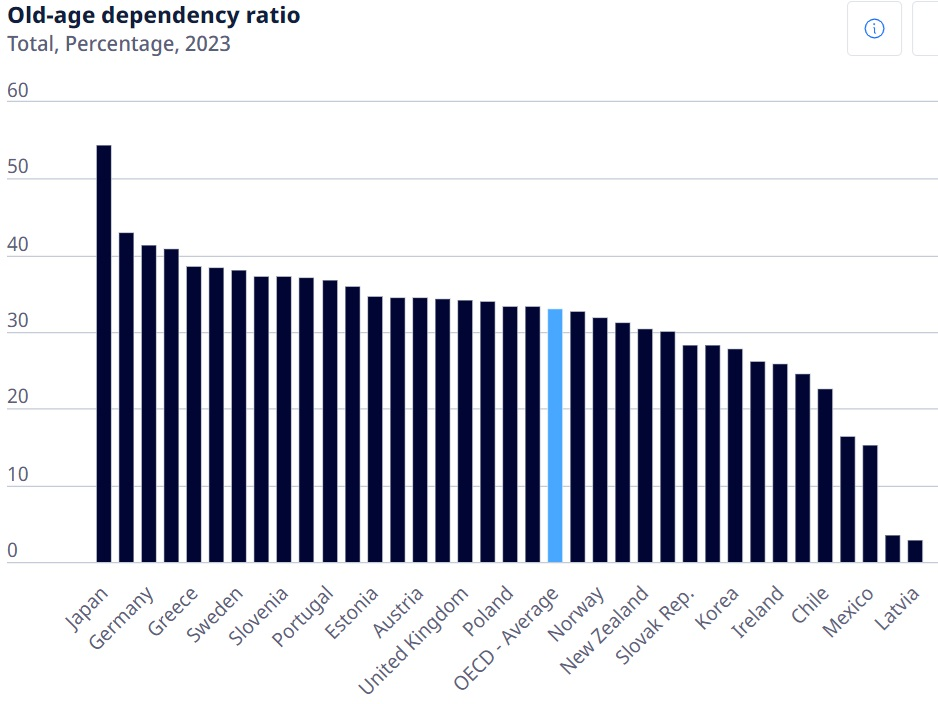 Old-age dependency ratio
Total, Percentage, 2023
60
50
40
30
20
10
0
Japan
Germany
Greece
Sweden
Slovenia
Portugal
Estonia
Austria
United Kingdom
Poland
OECD - Average
Norway
New Zealand
Slovak Rep.
Korea
Ireland
Chile
Mexico
Latvia